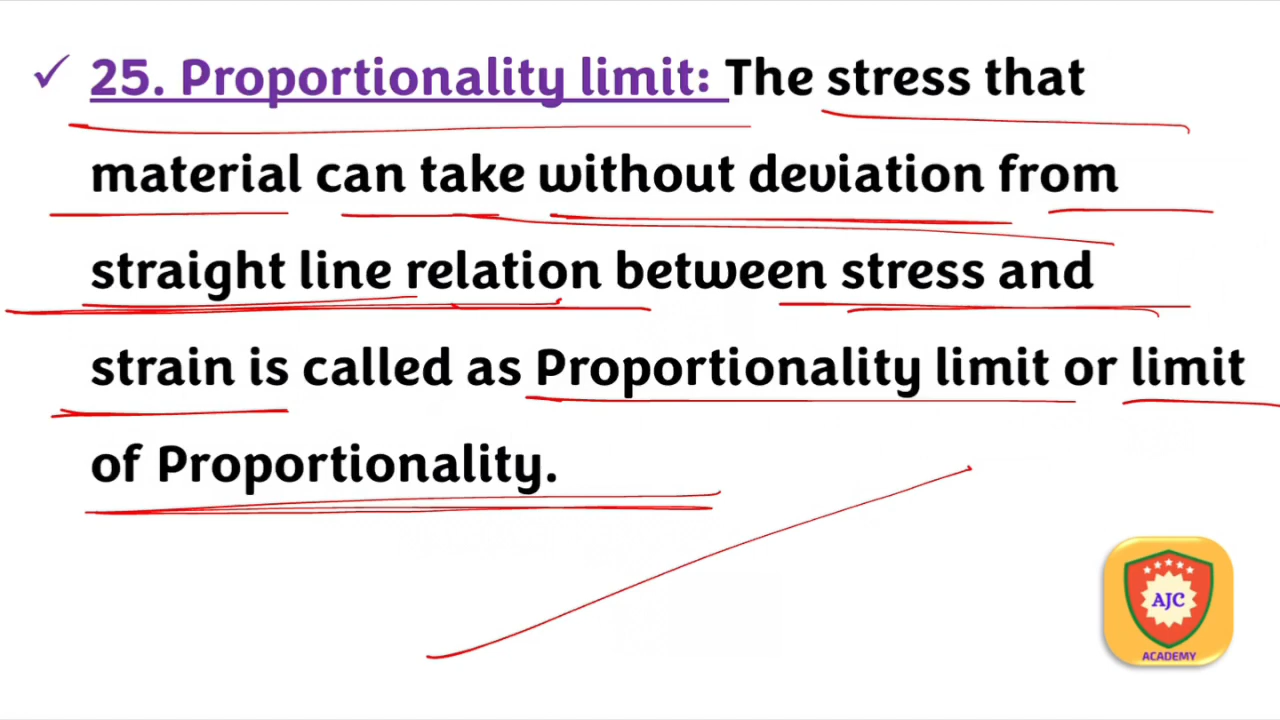 ✓ 25. Proportionality limit: The stress that
material can take without deviation from
straight line relation between stress and
strain is called as Proportionality limit or limit
of Proportionality.
AJC
ACADEMY